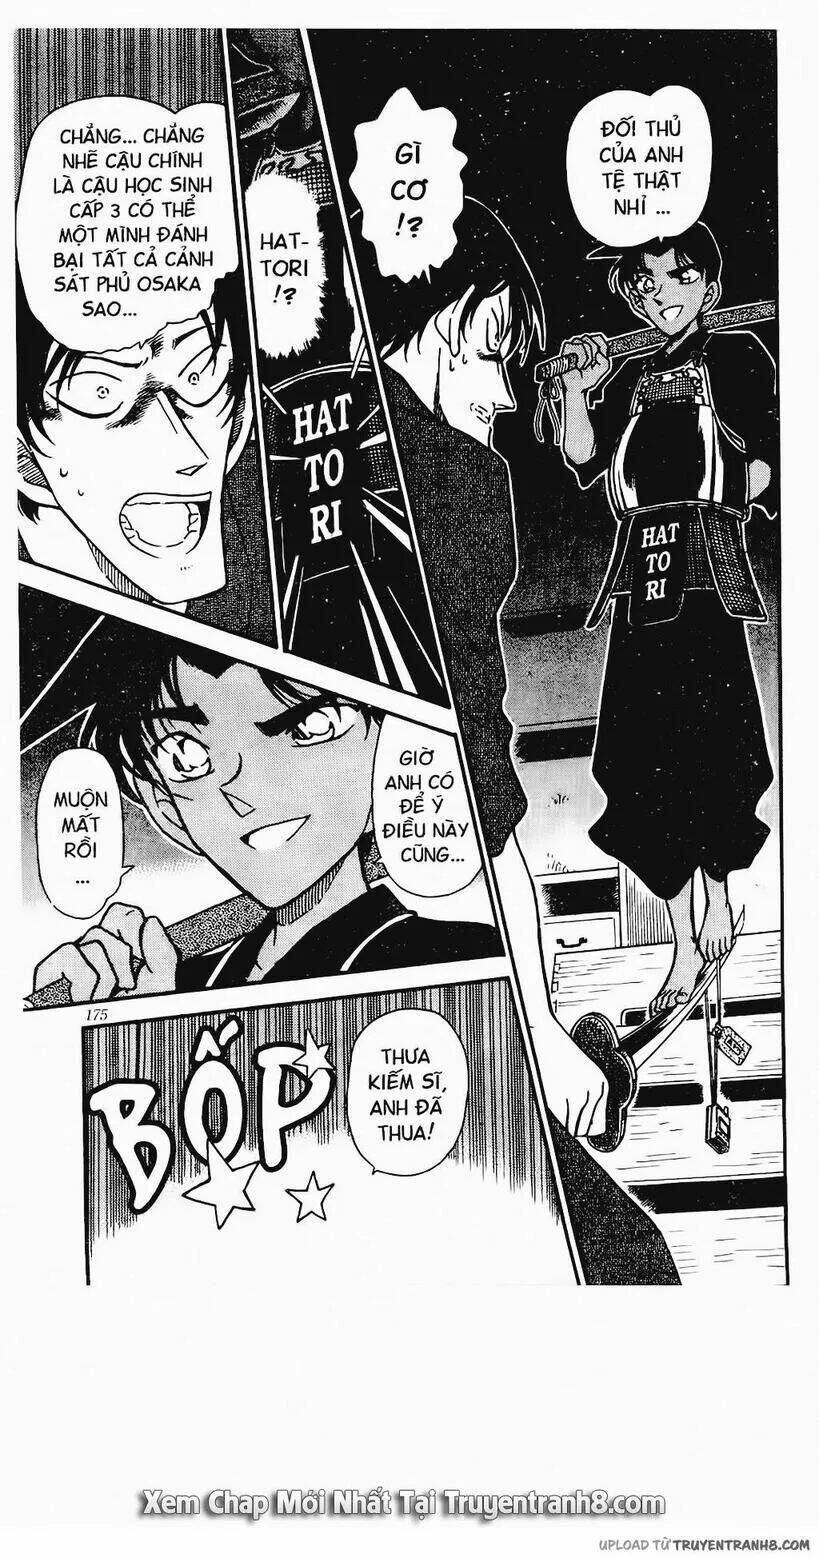 ĐỐI THỦ
CỦA ANH
TỆ THẬT
NHỈ ...
GÌ
CƠ
!?
HAT
TO
RI
HAT-
TORI
!?
HAT
TO
RI
CHẲNG... CHẲNG
NHẼ CẬU CHÍNH
LÀ CẬU HỌC SINH
CẤP 3 CÓ THỂ
MỘT MÌNH ĐÁNH
BẠI TẤT CẢ CẢNH
SÁT PHỦ OSAKA
SAO...
GIỜ
ANH CÓ
ĐỂ Ý
ĐIỀU NÀY
CŨNG...
MUỘN
MẤT
RỒI
...
175
THƯA
KIẾM SĨ,
ANH ĐÃ
THUA!
BỐP
Xem Chap Mới Nhất Tại Truyentranh8.com
UPLOAD TỪ TRUYENTRANH8.COM